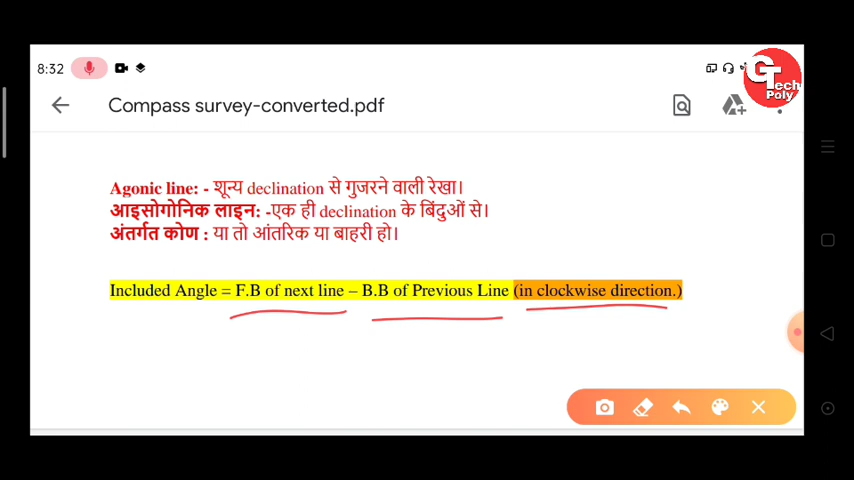 8:32
GTech Poly
Compass survey-converted.pdf
Agonic line: - शून्य declination से गुजरने वाली रेखा।
आइसोगोनिक लाइन: -एक ही declination के बिंदुओं से।
अंतर्गत कोण : या तो आंतरिक या बाहरी हो।
Included Angle = F.B of next line – B.B of Previous Line (in clockwise direction.)